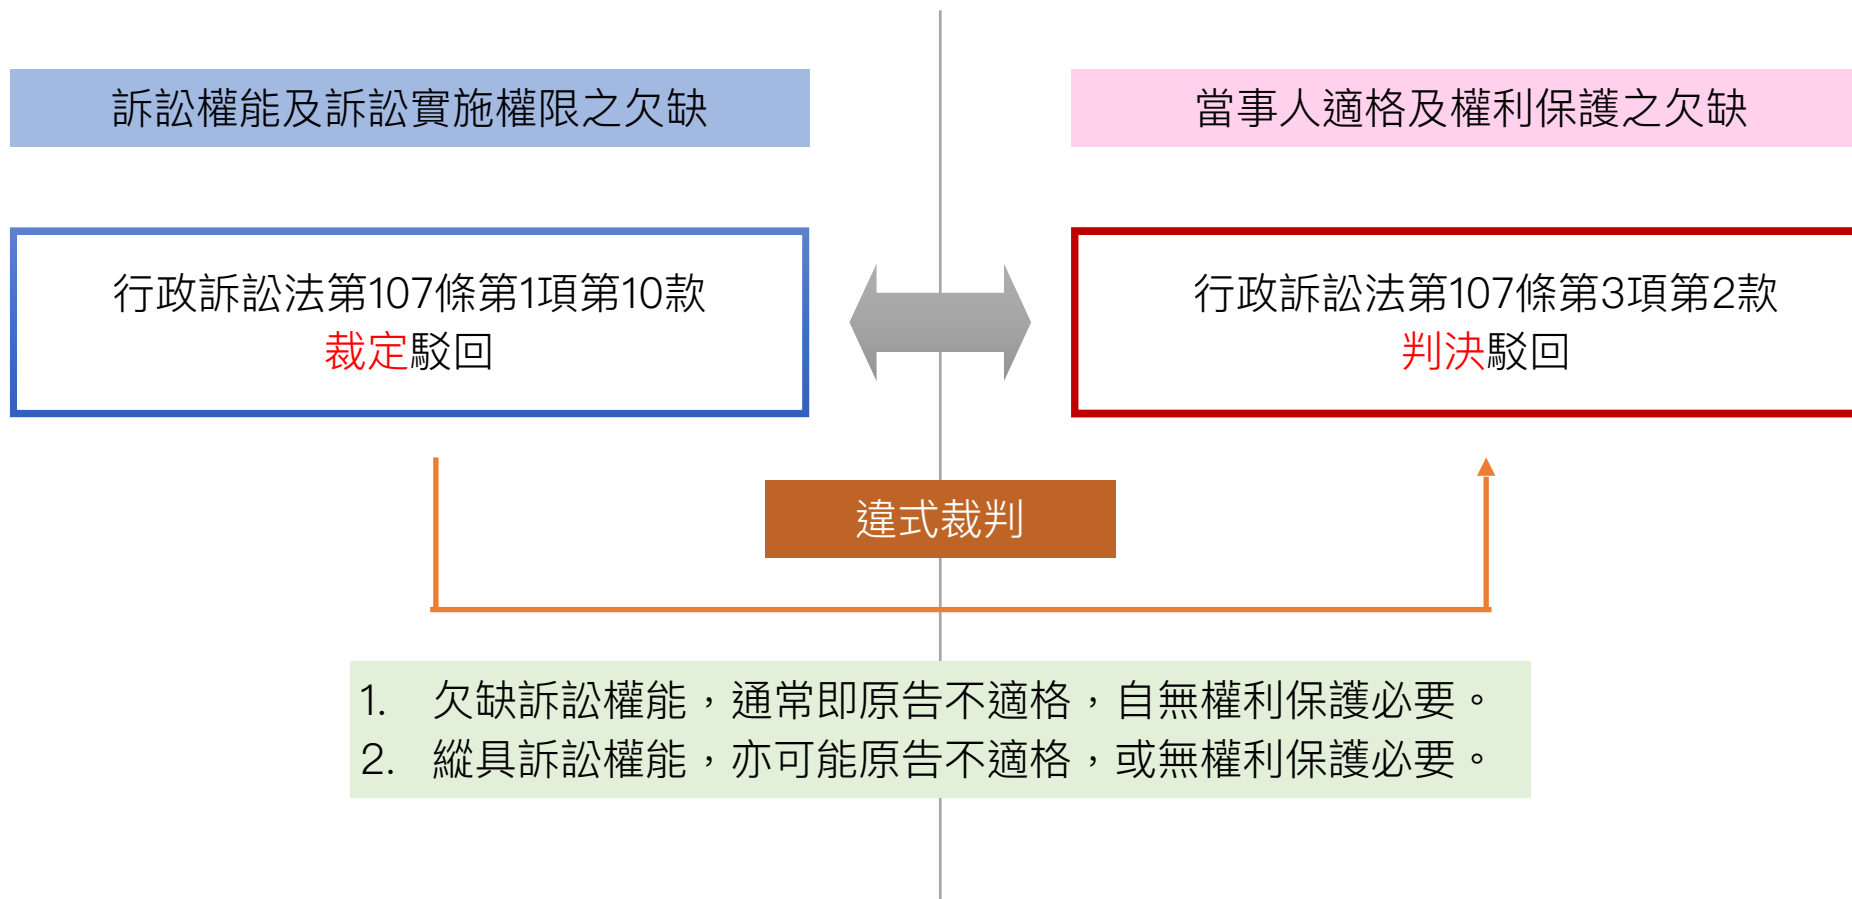 訴訟權能及訴訟實施權限之欠缺
當事人適格及權利保護之欠缺
行政訴訟法第107條第1項第10款
裁定駁回
行政訴訟法第107條第3項第2款
判決駁回
違式裁判
1. 欠缺訴訟權能，通常即原告不適格，自無權利保護必要。
2. 縱具訴訟權能，亦可能原告不適格，或無權利保護必要。